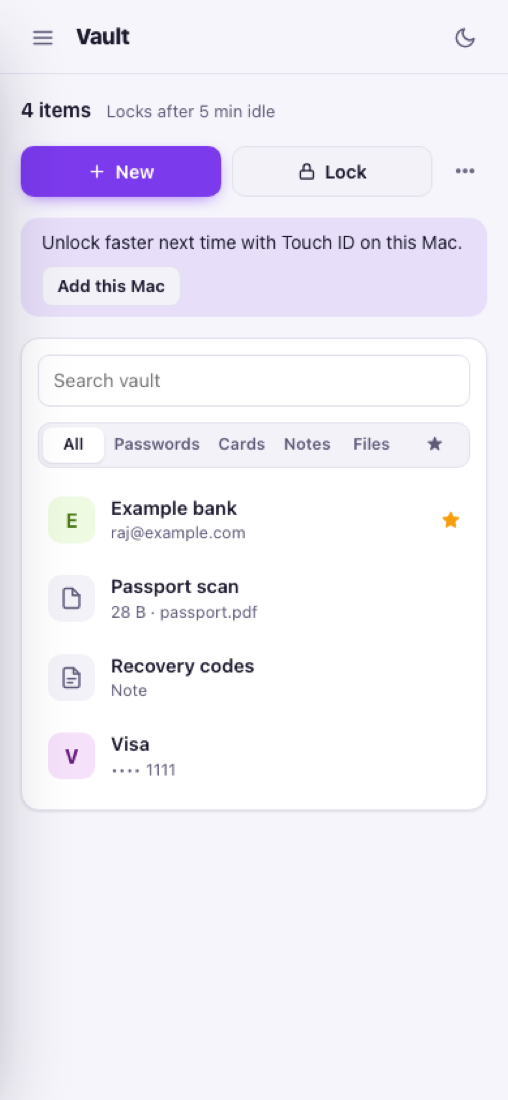 Vault
4 items Locks after 5 min idle
+ New
Lock
Unlock faster next time with Touch ID on this Mac.
Add this Mac
Search vault
All Passwords Cards Notes Files
E
Example bank
raj@example.com
Passport scan
28 B · passport.pdf
Recovery codes
Note
V
Visa
•••• 1111